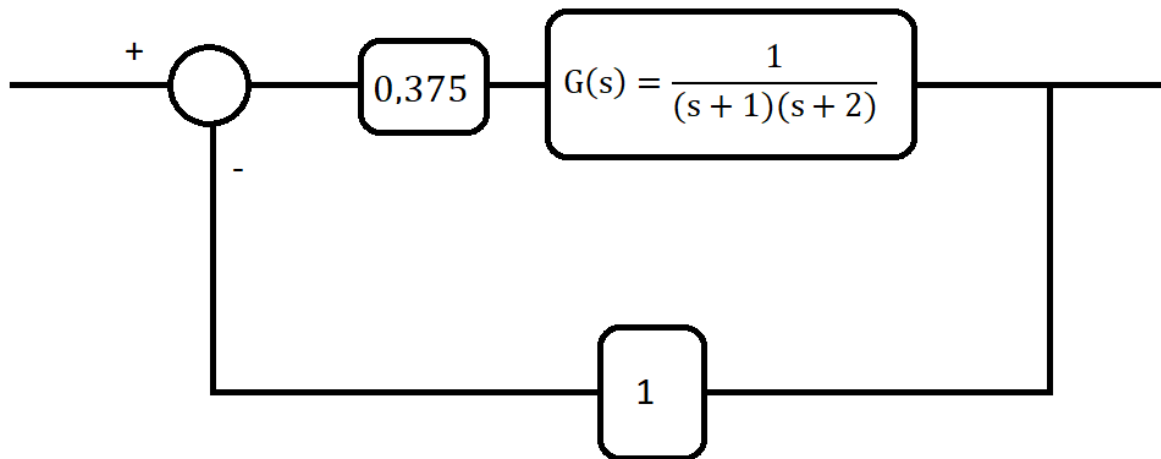 +
0,375
G(s) = 1/((s + 1)(s + 2))
-
1